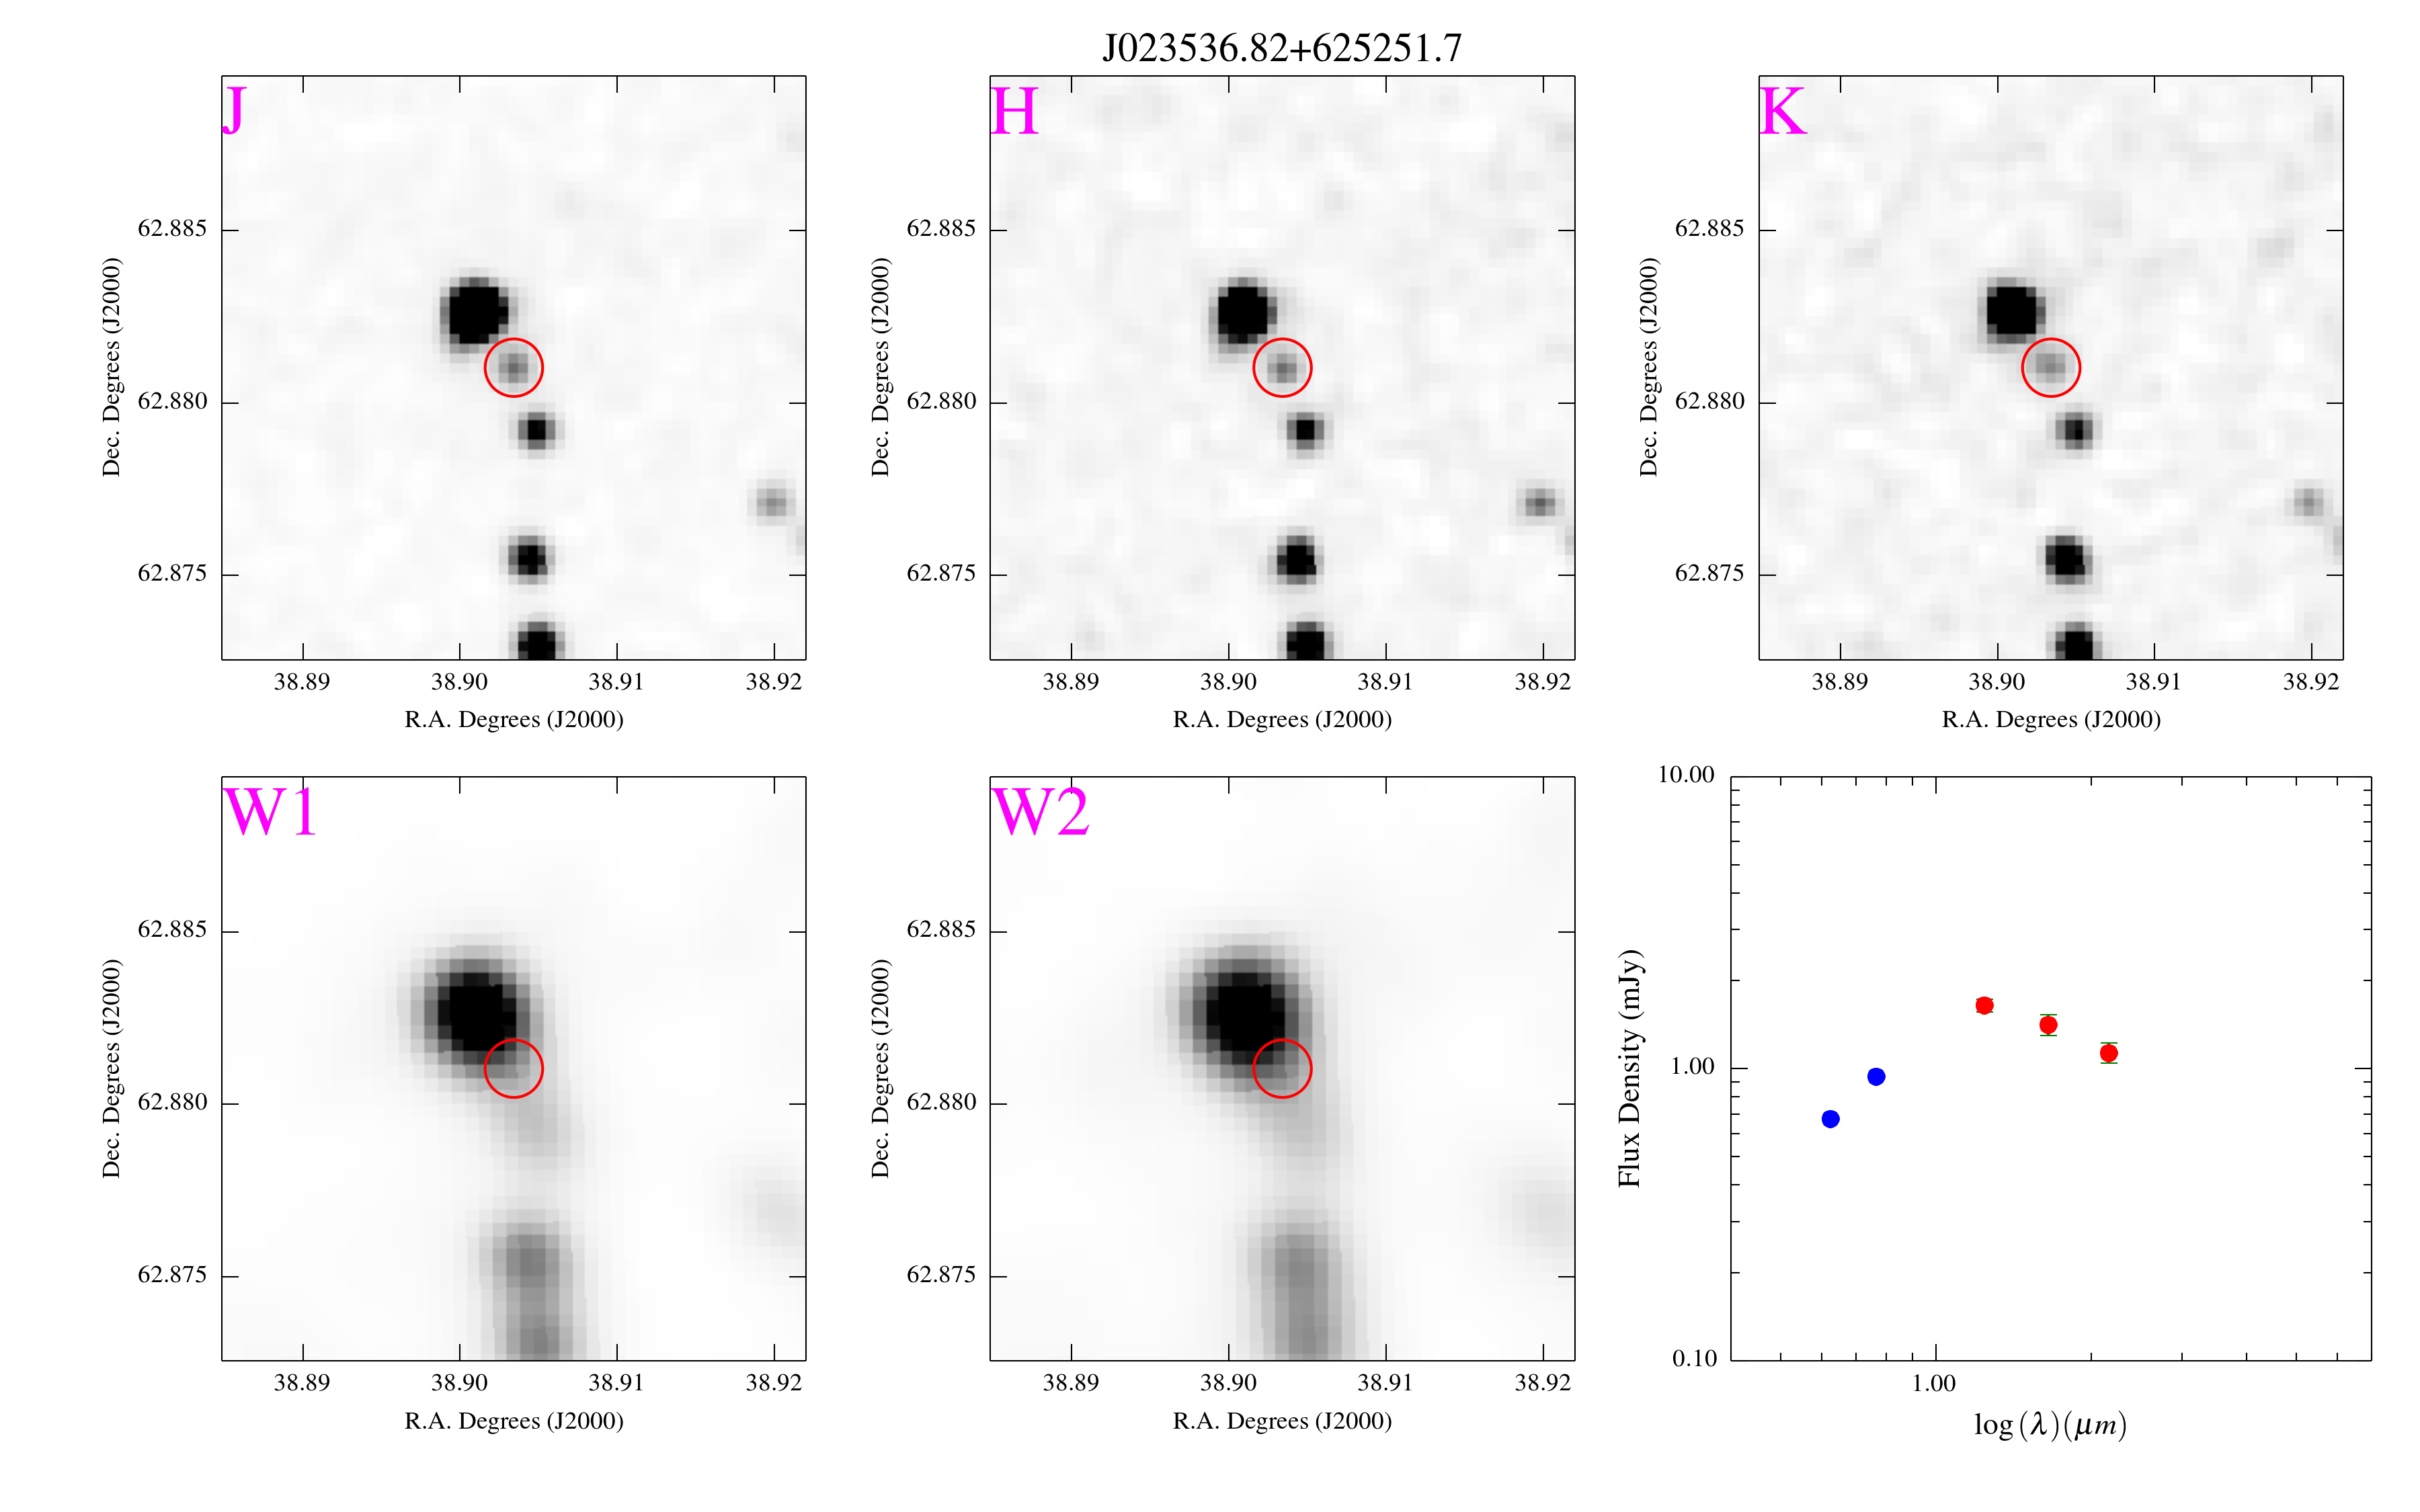 J023536.82+625251.7
J
H
K
Dec. Degrees (J2000)
62.885
62.880
62.875
38.89 38.90 38.91 38.92
R.A. Degrees (J2000)
Dec. Degrees (J2000)
62.885
62.880
62.875
38.89 38.90 38.91 38.92
R.A. Degrees (J2000)
Dec. Degrees (J2000)
62.885
62.880
62.875
38.89 38.90 38.91 38.92
R.A. Degrees (J2000)
W1
W2
Dec. Degrees (J2000)
62.885
62.880
62.875
38.89 38.90 38.91 38.92
R.A. Degrees (J2000)
Dec. Degrees (J2000)
62.885
62.880
62.875
38.89 38.90 38.91 38.92
R.A. Degrees (J2000)
Flux Density (mJy)
10.00
1.00
0.10
1.00
log (λ)(μm)